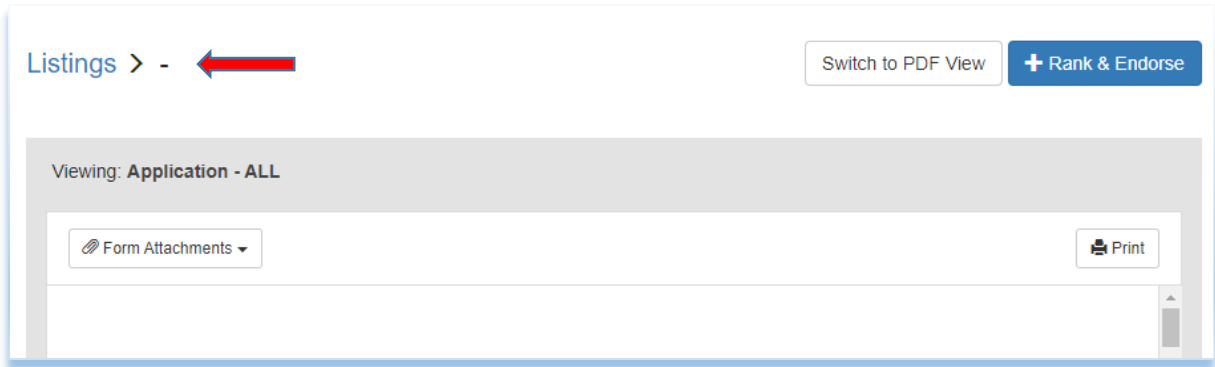 Listings > -
Switch to PDF View
+ Rank & Endorse
Viewing: Application - ALL
Form Attachments
Print